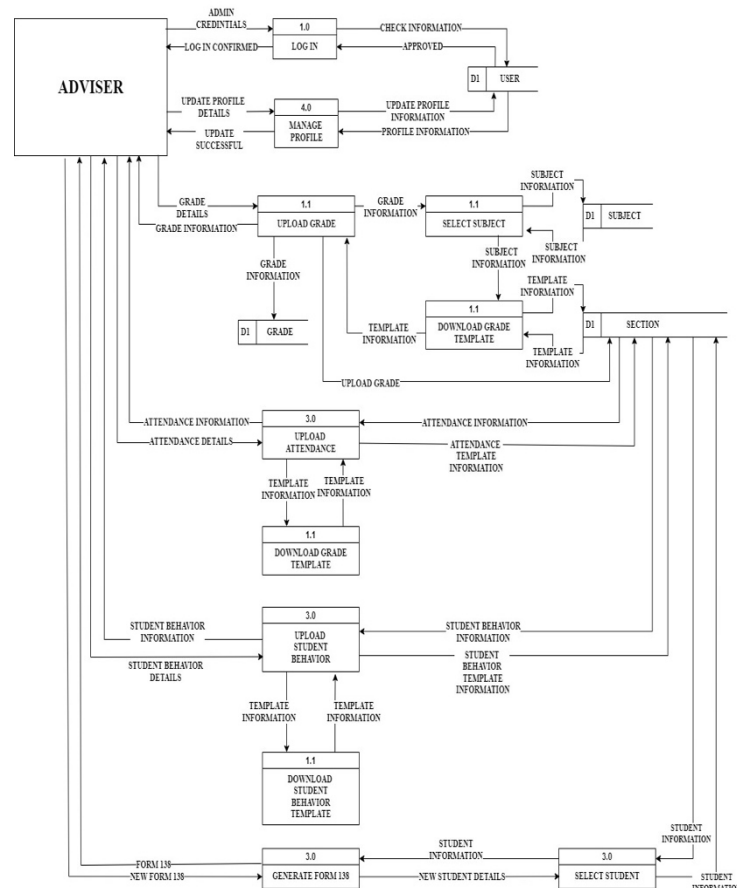 ADMIN
CREDENTIALS
1.0
LOG IN
CHECK INFORMATION
LOG IN CONFIRMED
APPROVED
ADVISER
D1 USER
UPDATE PROFILE
DETAILS
4.0
MANAGE
PROFILE
UPDATE PROFILE
INFORMATION
UPDATE
SUCCESSFUL
PROFILE INFORMATION
GRADE
DETAILS
GRADE INFORMATION
1.1
UPLOAD GRADE
GRADE
INFORMATION
1.1
SELECT SUBJECT
SUBJECT
INFORMATION
D1 SUBJECT
SUBJECT
INFORMATION
SUBJECT
INFORMATION
GRADE
INFORMATION
TEMPLATE
INFORMATION
1.1
DOWNLOAD GRADE
TEMPLATE
TEMPLATE
INFORMATION
D1 GRADE
D1 SECTION
TEMPLATE
INFORMATION
UPLOAD GRADE
ATTENDANCE INFORMATION
3.0
UPLOAD
ATTENDANCE
ATTENDANCE INFORMATION
ATTENDANCE DETAILS
ATTENDANCE
TEMPLATE
INFORMATION
TEMPLATE
INFORMATION
TEMPLATE
INFORMATION
1.1
DOWNLOAD GRADE
TEMPLATE
STUDENT BEHAVIOR
INFORMATION
3.0
UPLOAD
STUDENT
BEHAVIOR
STUDENT BEHAVIOR
INFORMATION
STUDENT BEHAVIOR
DETAILS
STUDENT
BEHAVIOR
TEMPLATE
INFORMATION
TEMPLATE
INFORMATION
TEMPLATE
INFORMATION
1.1
DOWNLOAD
STUDENT
BEHAVIOR
TEMPLATE
STUDENT
INFORMATION
STUDENT
INFORMATION
FORM 138
3.0
GENERATE FORM 138
NEW FORM 138
NEW STUDENT DETAILS
3.0
SELECT STUDENT
STUDENT